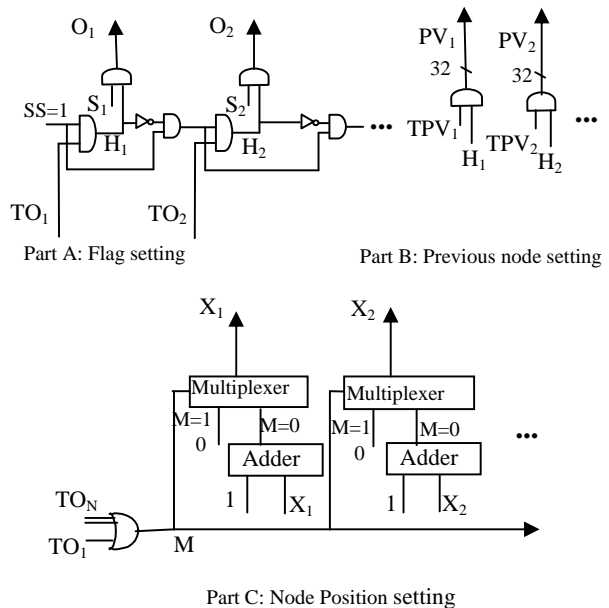 O1 O2 PV1 PV2
32 32
SS=1 S1 S2
H1 H2 ... TPV1 TPV2 ...
H1 H2
TO1 TO2
Part A: Flag setting Part B: Previous node setting
X1 X2
Multiplexer Multiplexer
M=1 M=0 M=1 M=0
0 0 ...
Adder Adder
TON 1 X1 1 X2
TO1 M
Part C: Node Position setting